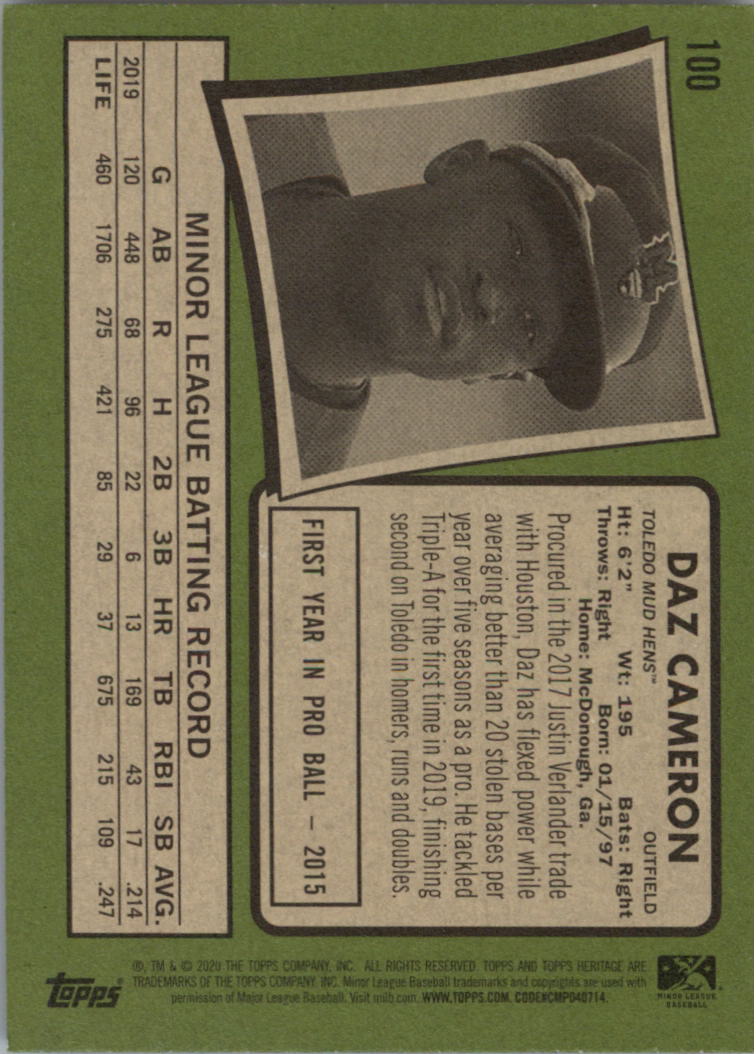 100
DAZ CAMERON
TOLEDO MUD HENS™ OUTFIELD
Ht: 6'2" Wt: 195 Bats: Right
Throws: Right Born: 01/15/97
Home: McDonough, Ga.
Procured in the 2017 Justin Verlander trade
with Houston, Daz has flexed power while
averaging better than 20 stolen bases per
year over five seasons as a pro. He tackled
Triple-A for the first time in 2019, finishing
second on Toledo in homers, runs and doubles.
FIRST YEAR IN PRO BALL – 2015
MINOR LEAGUE BATTING RECORD
G AB R H 2B 3B HR TB RBI SB AVG.
2019 120 448 68 96 22 6 13 169 43 17 .214
LIFE 460 1706 275 421 85 29 37 675 215 109 .247
MINOR LEAGUE
BASEBALL
®, TM & © 2020 THE TOPPS COMPANY, INC. ALL RIGHTS RESERVED. TOPPS AND TOPPS HERITAGE ARE
TRADEMARKS OF THE TOPPS COMPANY, INC. Minor League Baseball trademarks and copyrights are used with
permission of Major League Baseball. Visit milb.com. WWW.TOPPS.COM. CODE#CMP040714.
topps®